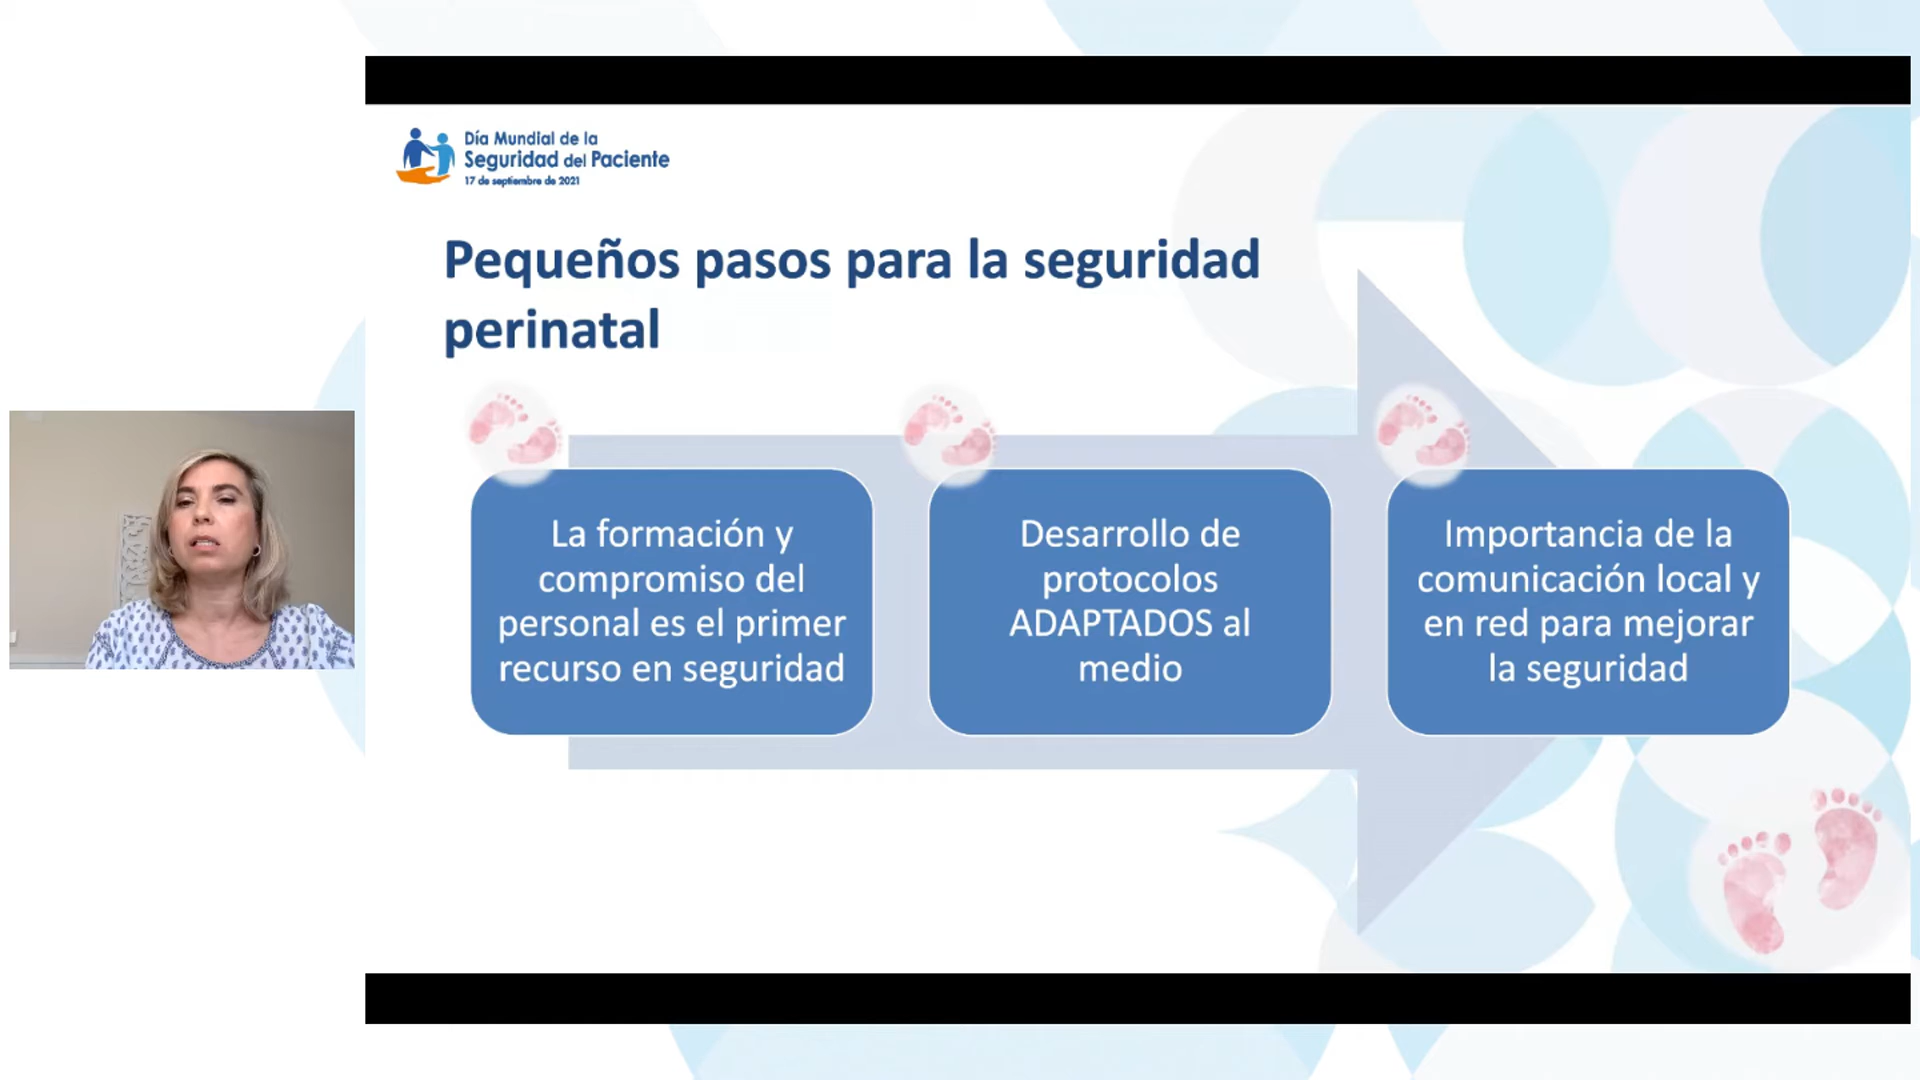 Día Mundial de la
Seguridad del Paciente
17 de septiembre de 2021
Pequeños pasos para la seguridad
perinatal
La formación y
compromiso del
personal es el primer
recurso en seguridad
Desarrollo de
protocolos
ADAPTADOS al
medio
Importancia de la
comunicación local y
en red para mejorar
la seguridad